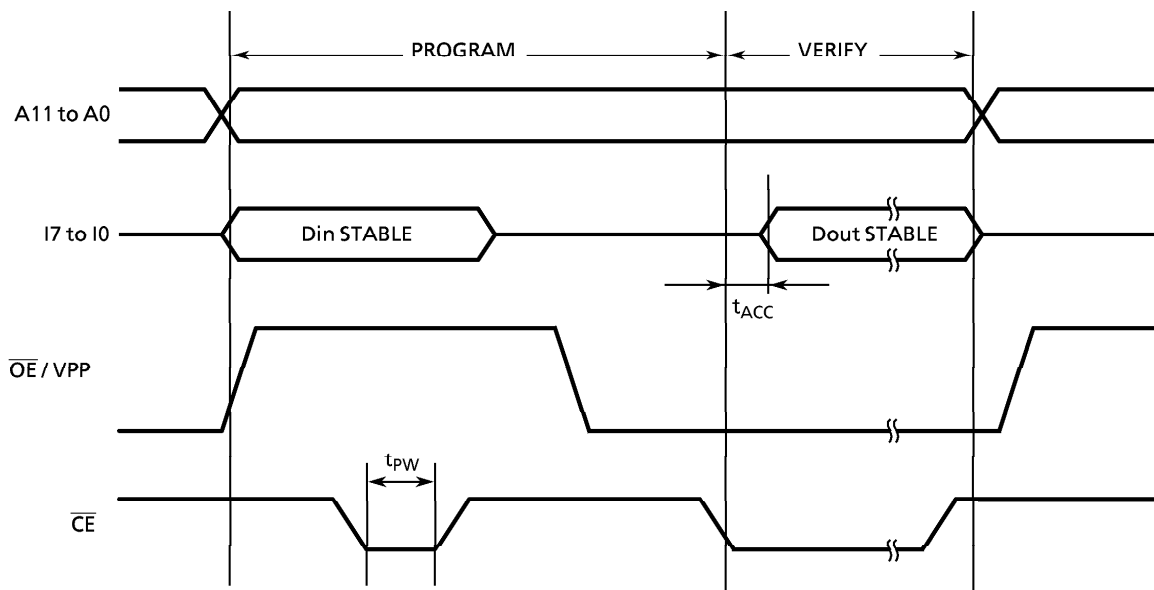 PROGRAM
VERIFY
A11 to A0
I7 to I0
Din STABLE
Dout STABLE
tACC
OE / VPP
tPW
CE